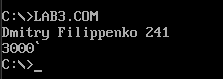 C:\>LAB3.COM
Dmitry Filippenko 241
3000`
C:\>_